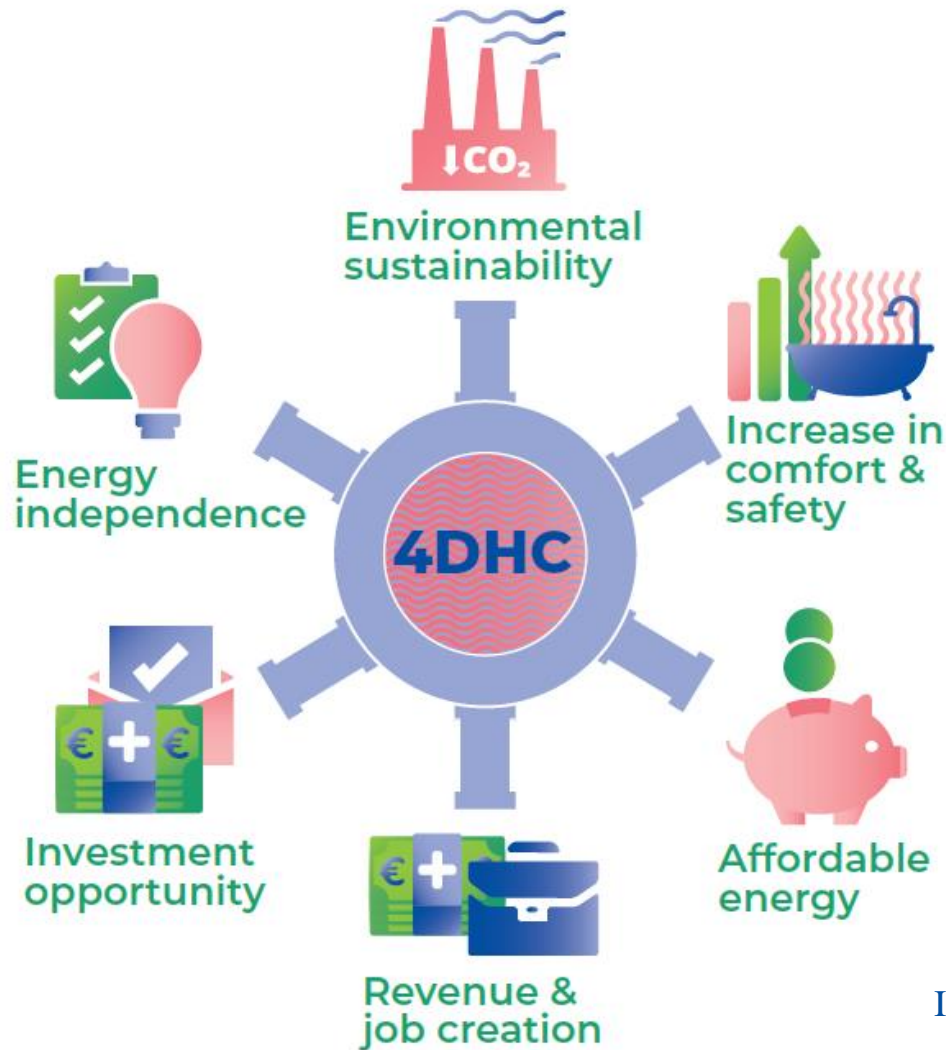 ↓CO₂
Environmental
sustainability
Increase in
comfort &
safety
Energy
independence
4DHC
€ + €
Investment
opportunity
Affordable
energy
€ +
Revenue &
job creation
I